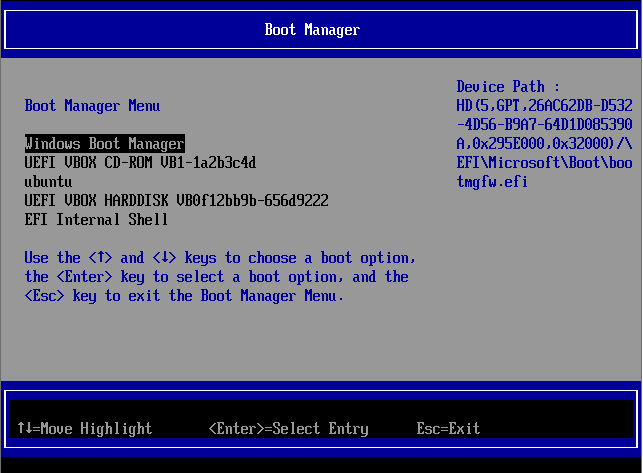 Boot Manager
Boot Manager Menu
Windows Boot Manager
UEFI VBOX CD-ROM VB1-1a2b3c4d
ubuntu
UEFI VBOX HARDDISK VB0f12bb9b-656d9222
EFI Internal Shell
Use the <↑> and <↓> keys to choose a boot option,
the <Enter> key to select a boot option, and the
<Esc> key to exit the Boot Manager Menu.
Device Path :
HD(5,GPT,26AC62DB-D532
-4D56-B9A7-64D1D085390
A,0x295E000,0x32000)/\
EFI\Microsoft\Boot\boo
tmgfw.efi
↑↓=Move Highlight <Enter>=Select Entry Esc=Exit